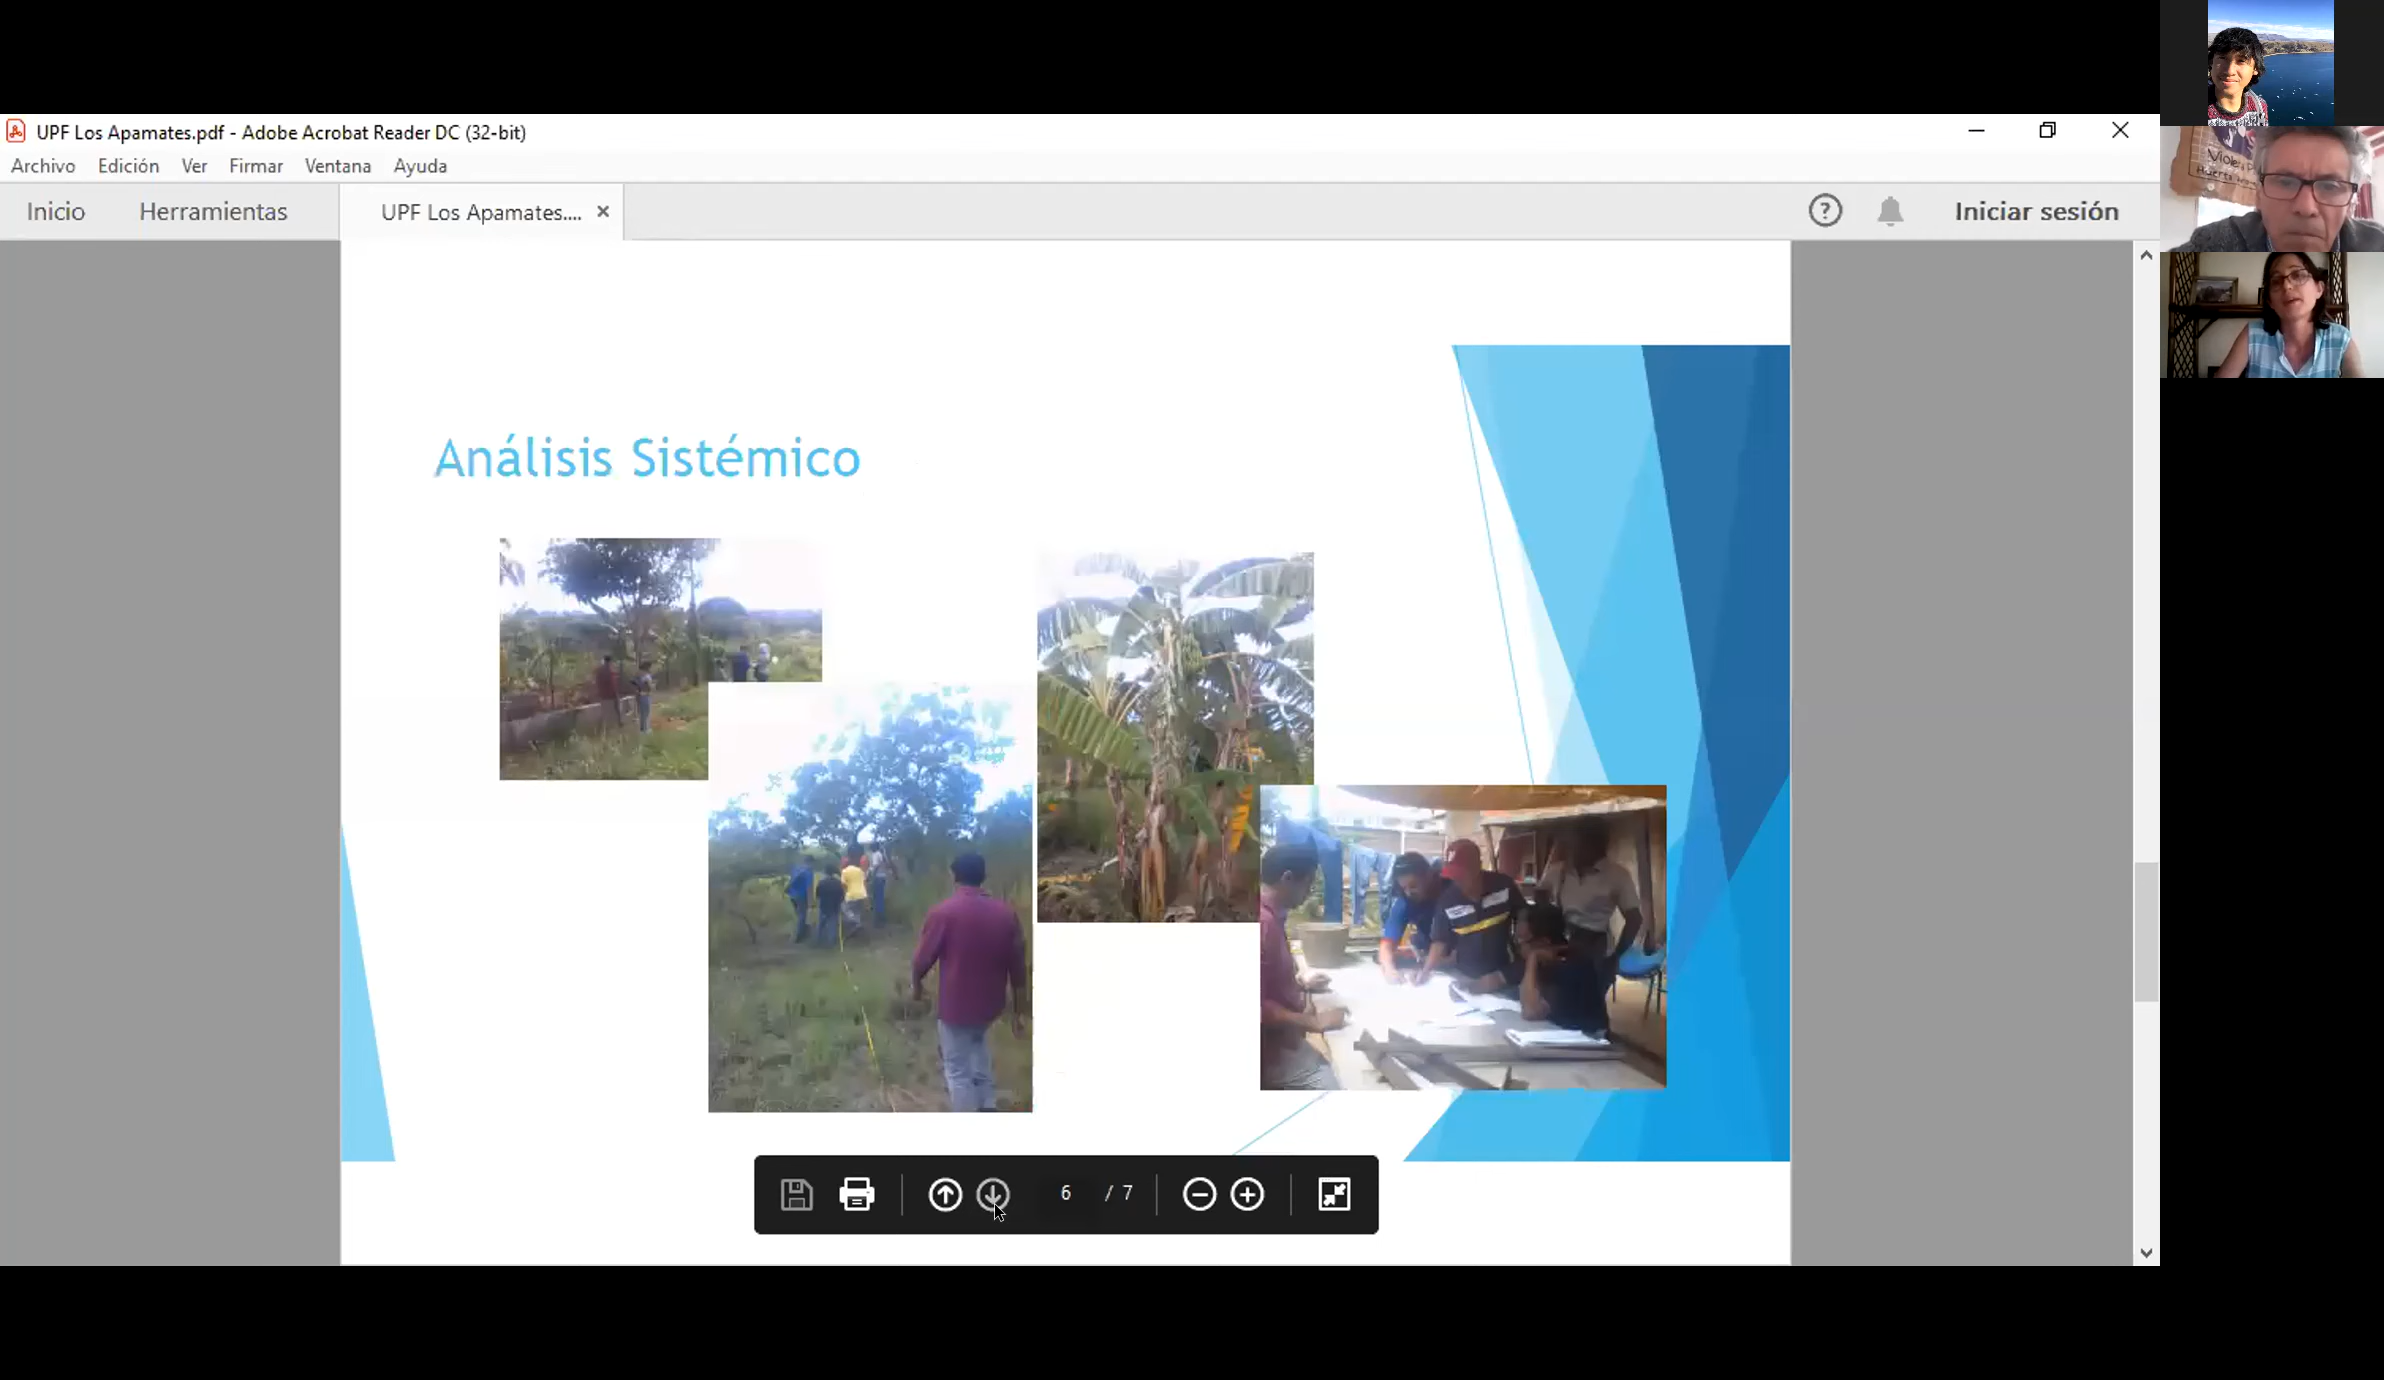 UPF Los Apamates.pdf - Adobe Acrobat Reader DC (32-bit)
Archivo Edición Ver Firmar Ventana Ayuda
Inicio Herramientas UPF Los Apamates.... Iniciar sesión
Análisis Sistémico
6 / 7
Huerta